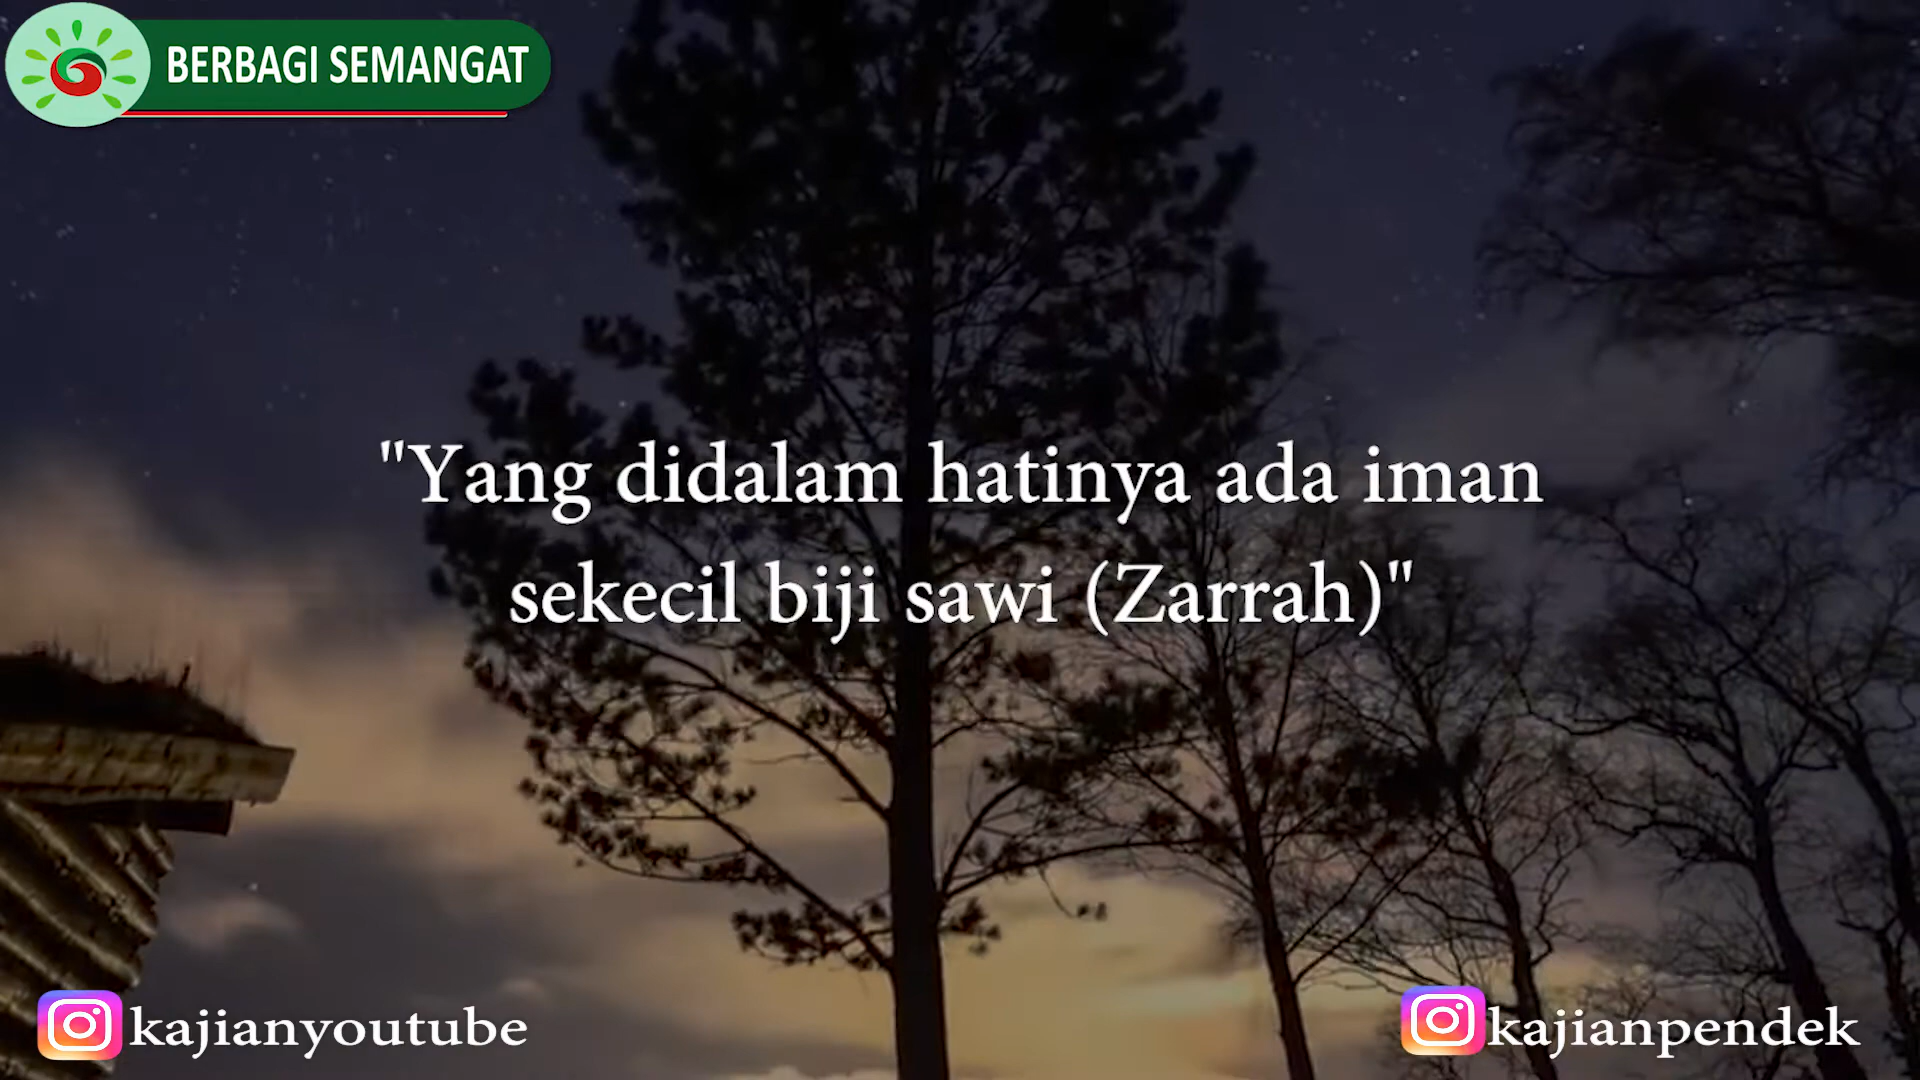 BERBAGI SEMANGAT
"Yang didalam hatinya ada iman
sekecil biji sawi (Zarrah)"
kajianyoutube
kajianpendek